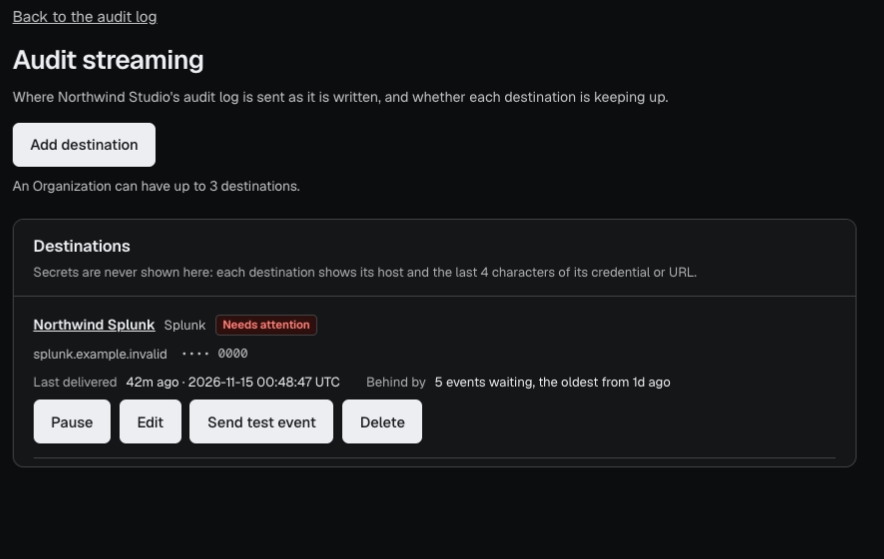 Back to the audit log
Audit streaming
Where Northwind Studio's audit log is sent as it is written, and whether each destination is keeping up.
Add destination
An Organization can have up to 3 destinations.
Destinations
Secrets are never shown here: each destination shows its host and the last 4 characters of its credential or URL.
Northwind Splunk Splunk Needs attention
splunk.example.invalid •••• 0000
Last delivered 42m ago · 2026-11-15 00:48:47 UTC Behind by 5 events waiting, the oldest from 1d ago
Pause Edit Send test event Delete